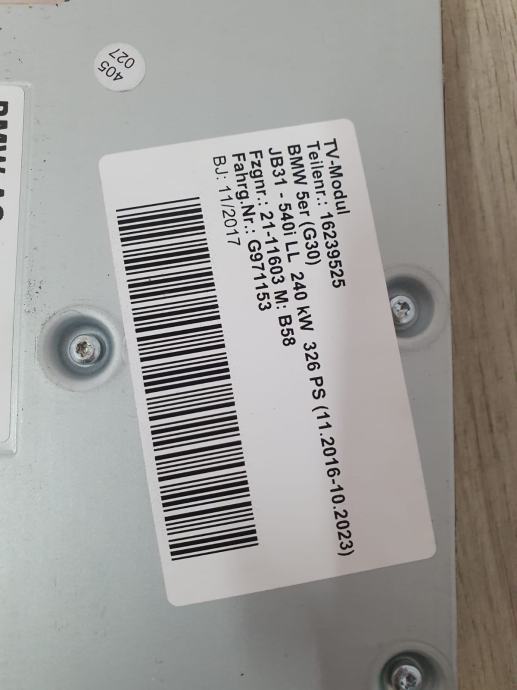 405
027
TV-Modul
Teilenr.: 16239525
BMW 5er (G30)
JB31 - 540i LL 240 kW 326 PS (11.2016-10.2023)
Fzgnr.: 21-11603 M: B58
Fahrg.Nr.: G971153
BJ: 11/2017